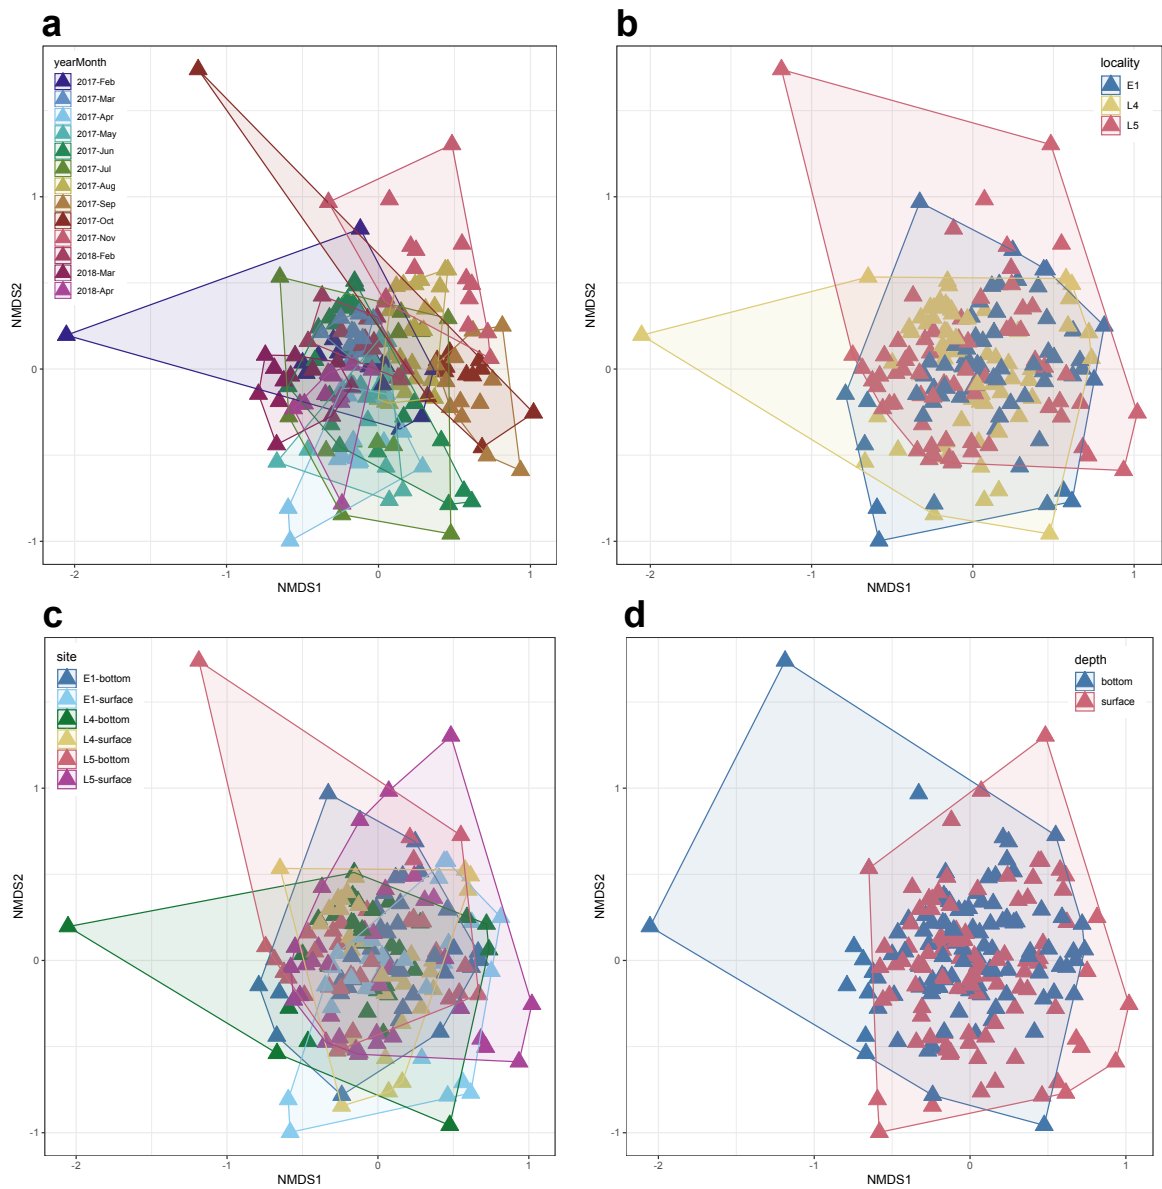 a
yearMonth
2017-Feb
2017-Mar
2017-Apr
2017-May
2017-Jun
2017-Jul
2017-Aug
2017-Sep
2017-Oct
2017-Nov
2018-Feb
2018-Mar
2018-Apr
1
0
-1
NMDS2
-2
-1
0
1
NMDS1
b
locality
E1
L4
L5
1
0
-1
NMDS2
-2
-1
0
1
NMDS1
c
site
E1-bottom
E1-surface
L4-bottom
L4-surface
L5-bottom
L5-surface
1
0
-1
NMDS2
-2
-1
0
1
NMDS1
d
depth
bottom
surface
1
0
-1
NMDS2
-2
-1
0
1
NMDS1